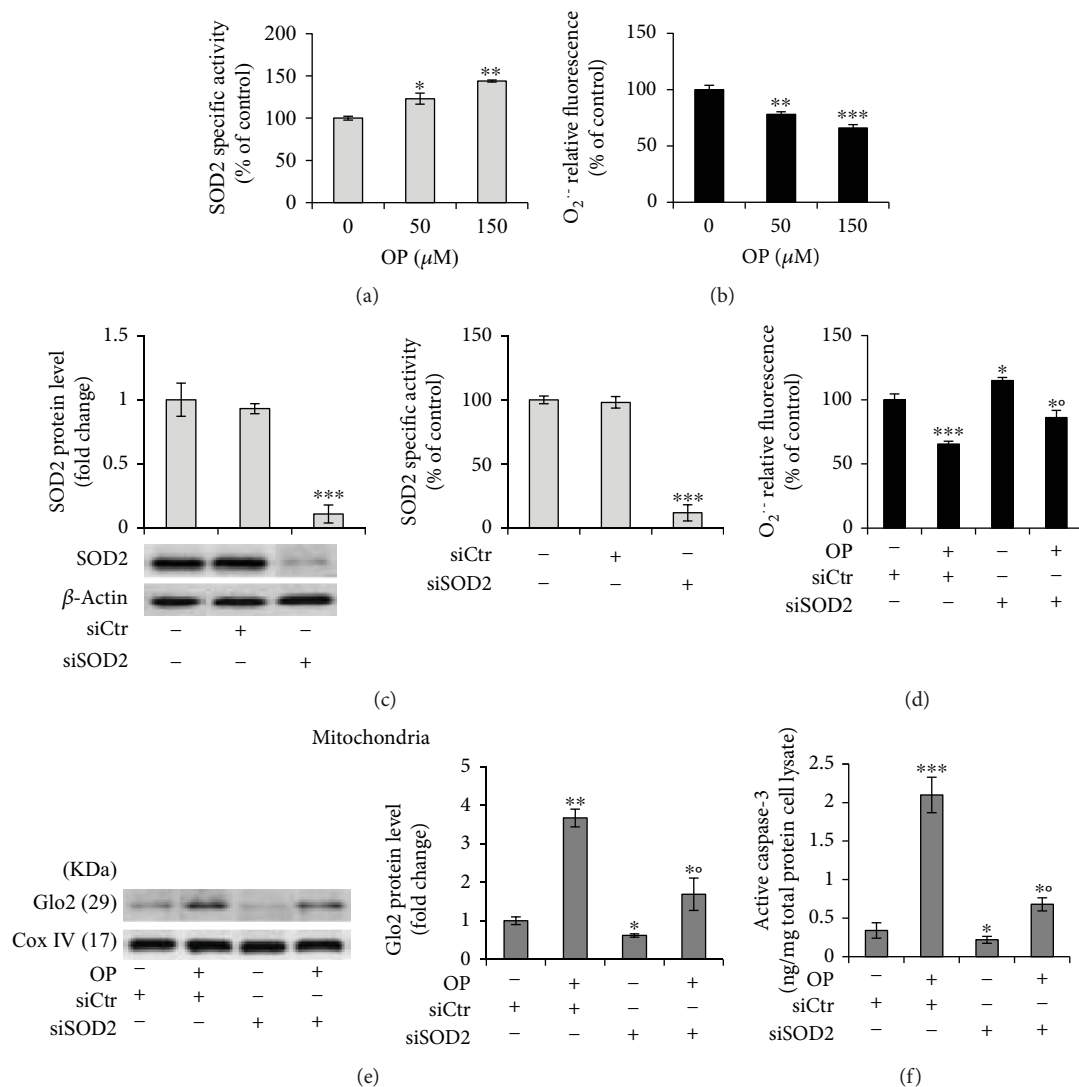 SOD2 specific activity
(% of control)
150
100
50
0
*
**
0 50 150
OP (μM)
(a)
O₂˙⁻ relative fluorescence
(% of control)
150
100
50
0
**
***
0 50 150
OP (μM)
(b)
SOD2 protein level
(fold change)
1.5
1
0.5
0
***
SOD2
β-Actin
siCtr – + –
siSOD2 – – +
SOD2 specific activity
(% of control)
150
100
50
0
***
siCtr – + –
siSOD2 – – +
(c)
O₂˙⁻ relative fluorescence
(% of control)
150
100
50
0
***
*
*°
OP – + – +
siCtr + + – –
siSOD2 – – + +
(d)
Mitochondria
(KDa)
Glo2 (29)
Cox IV (17)
OP – + – +
siCtr + + – –
siSOD2 – – + +
Glo2 protein level
(fold change)
5
4
3
2
1
0
**
*
*°
OP – + – +
siCtr + + – –
siSOD2 – – + +
(e)
Active caspase-3
(ng/mg total protein cell lysate)
2.5
2
1.5
1
0.5
0
***
*
*°
OP – + – +
siCtr + + – –
siSOD2 – – + +
(f)